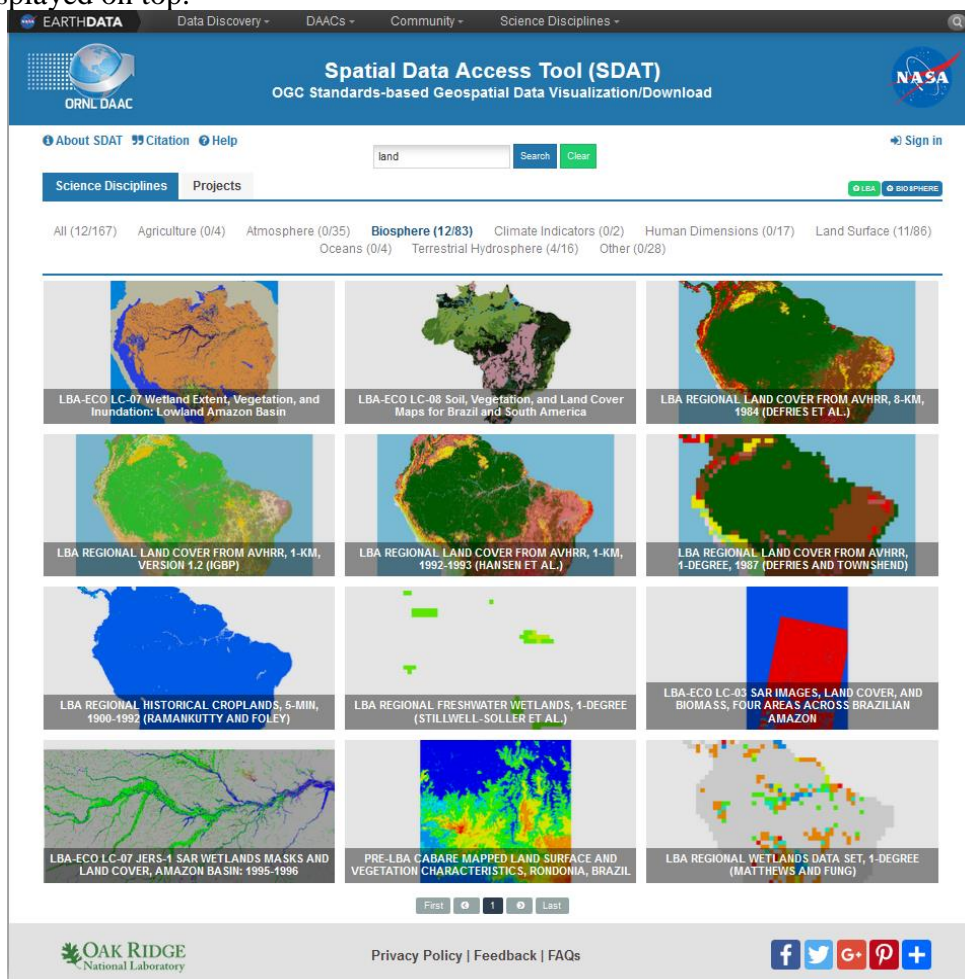 splayed on top.
NASA EARTHDATA Data Discovery DAACs Community Science Disciplines
Spatial Data Access Tool (SDAT)
OGC Standards-based Geospatial Data Visualization/Download
ORNL DAAC
NASA
About SDAT Citation Help
land Search Clear
Sign in
Science Disciplines Projects
LBA BIOSPHERE
All (12/167) Agriculture (0/4) Atmosphere (0/35) Biosphere (12/83) Climate Indicators (0/2) Human Dimensions (0/17) Land Surface (11/86)
Oceans (0/4) Terrestrial Hydrosphere (4/16) Other (0/28)
LBA-ECO LC-07 Wetland Extent, Vegetation, and
Inundation: Lowland Amazon Basin
LBA-ECO LC-08 Soil, Vegetation, and Land Cover
Maps for Brazil and South America
LBA REGIONAL LAND COVER FROM AVHRR, 8-KM,
1984 (DEFRIES ET AL.)
LBA REGIONAL LAND COVER FROM AVHRR, 1-KM,
VERSION 1.2 (IGBP)
LBA REGIONAL LAND COVER FROM AVHRR, 1-KM,
1992-1993 (HANSEN ET AL.)
LBA REGIONAL LAND COVER FROM AVHRR,
1-DEGREE, 1987 (DEFRIES AND TOWNSHEND)
LBA REGIONAL HISTORICAL CROPLANDS, 5-MIN,
1900-1992 (RAMANKUTTY AND FOLEY)
LBA REGIONAL FRESHWATER WETLANDS, 1-DEGREE
(STILLWELL-SOLLER ET AL.)
LBA-ECO LC-03 SAR IMAGES, LAND COVER, AND
BIOMASS, FOUR AREAS ACROSS BRAZILIAN
AMAZON
LBA-ECO LC-07 JERS-1 SAR WETLANDS MASKS AND
LAND COVER, AMAZON BASIN: 1995-1996
PRE-LBA CABARE MAPPED LAND SURFACE AND
VEGETATION CHARACTERISTICS, RONDONIA, BRAZIL
LBA REGIONAL WETLANDS DATA SET, 1-DEGREE
(MATTHEWS AND FUNG)
First 1 Last
OAK RIDGE
National Laboratory
Privacy Policy | Feedback | FAQs